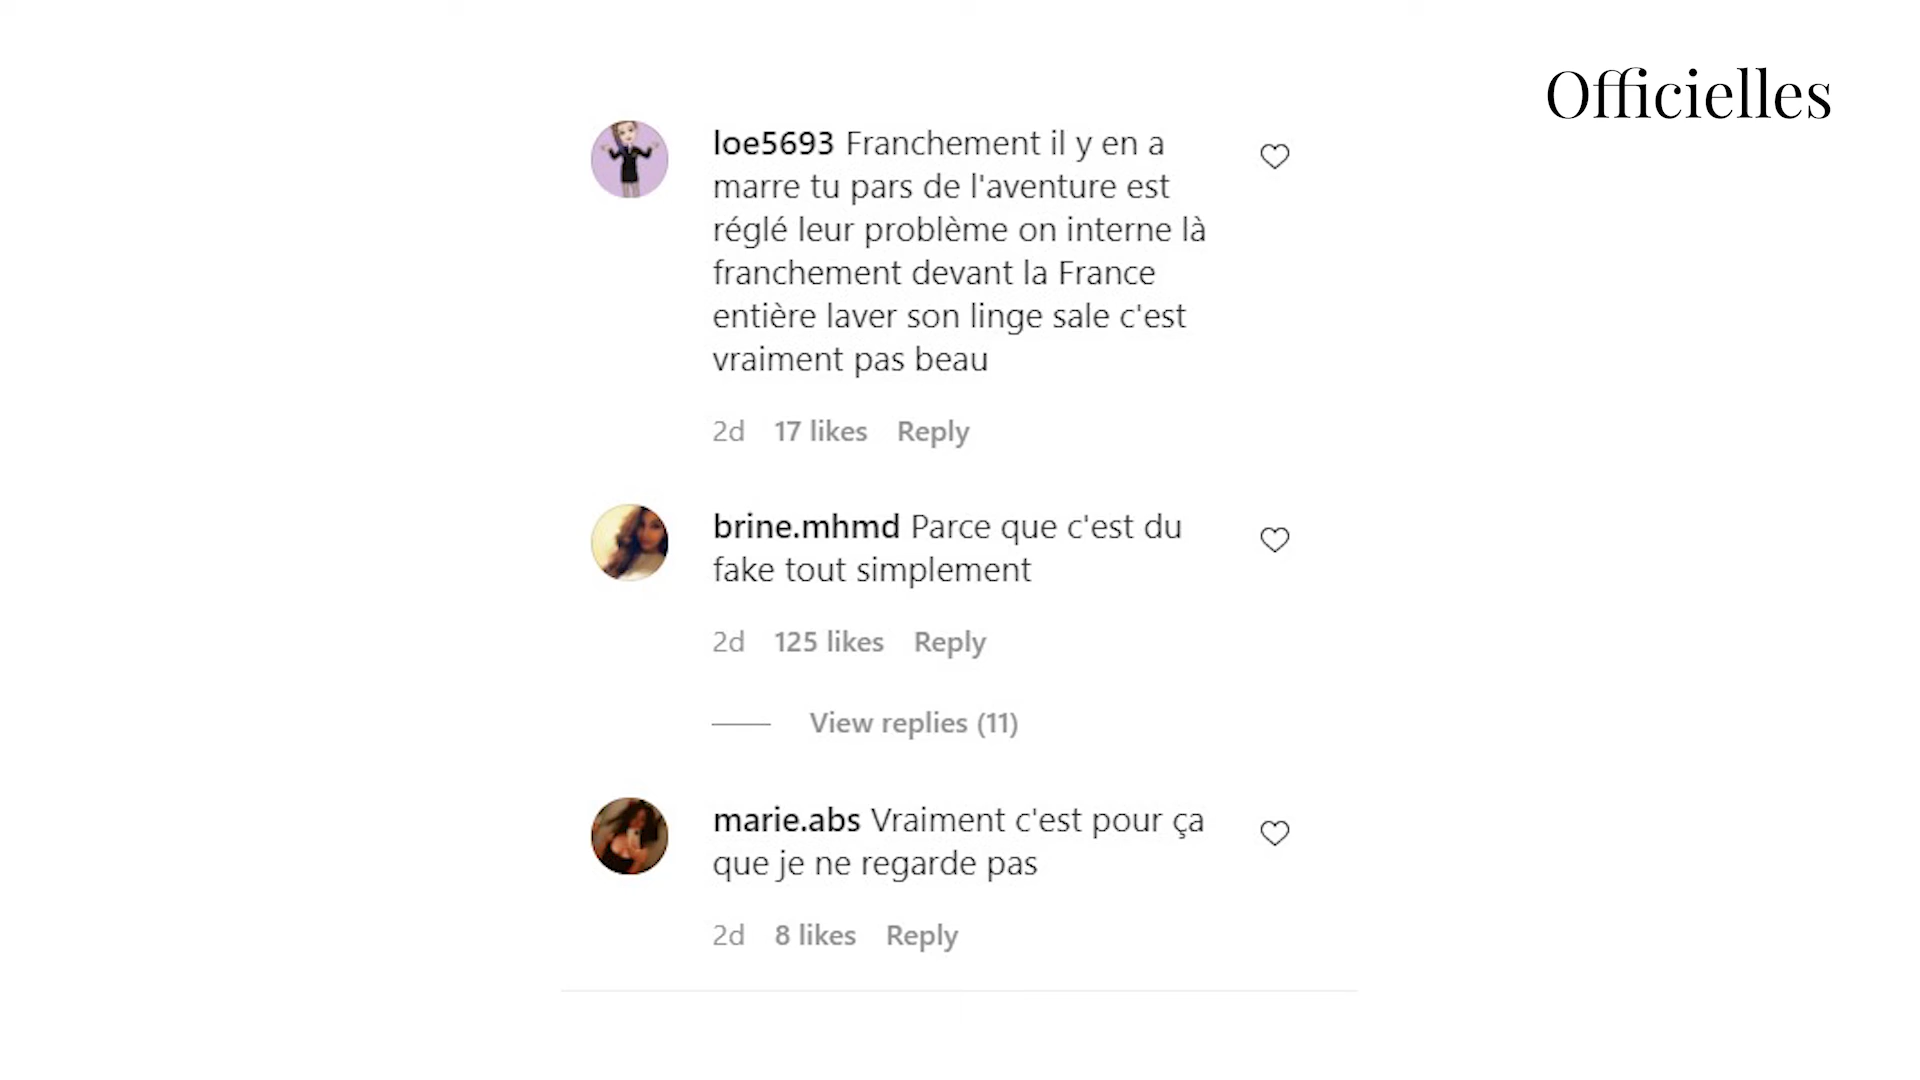 Officielles
loe5693 Franchement il y en a
marre tu pars de l'aventure est
réglé leur problème on interne là
franchement devant la France
entière laver son linge sale c'est
vraiment pas beau
2d 17 likes Reply
brine.mhmd Parce que c'est du
fake tout simplement
2d 125 likes Reply
View replies (11)
marie.abs Vraiment c'est pour ça
que je ne regarde pas
2d 8 likes Reply